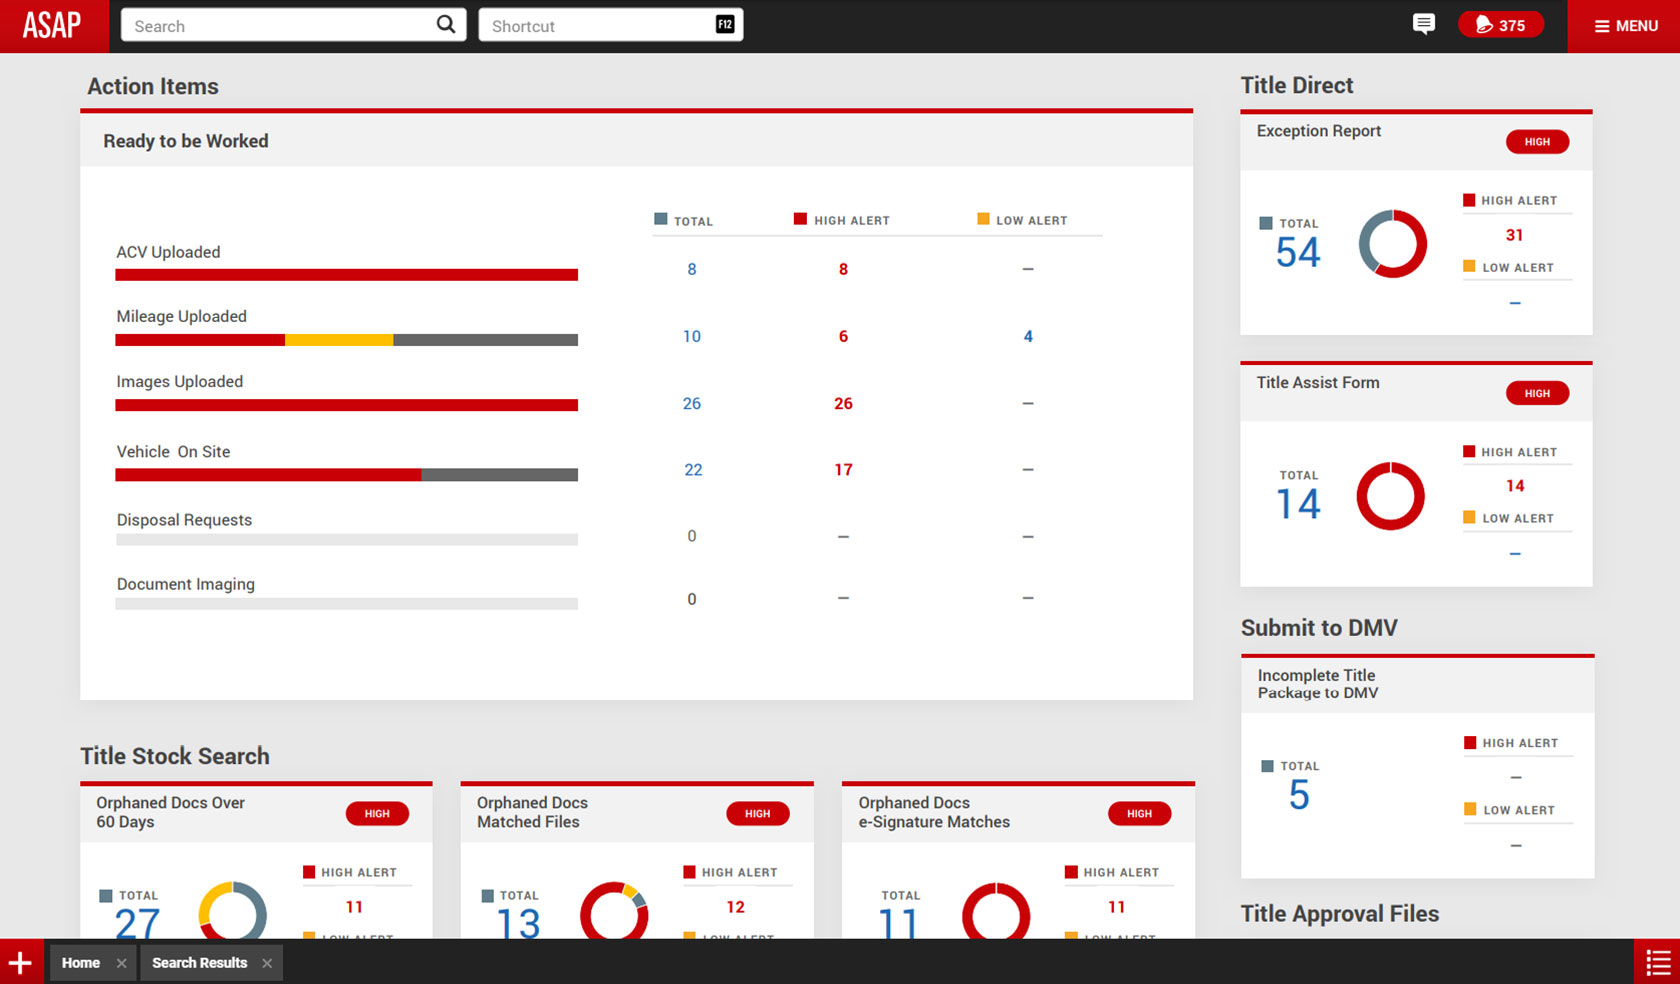 ASAP
Search
Shortcut
F12
375
MENU
Action Items
Ready to be Worked
TOTAL HIGH ALERT LOW ALERT
ACV Uploaded
8 8 –
Mileage Uploaded
10 6 4
Images Uploaded
26 26 –
Vehicle On Site
22 17 –
Disposal Requests
0 – –
Document Imaging
0 – –
Title Direct
Exception Report
HIGH
TOTAL
54
HIGH ALERT
31
LOW ALERT
–
Title Assist Form
HIGH
TOTAL
14
HIGH ALERT
14
LOW ALERT
–
Submit to DMV
Incomplete Title
Package to DMV
TOTAL
5
HIGH ALERT
–
LOW ALERT
–
Title Approval Files
Title Stock Search
Orphaned Docs Over
60 Days
HIGH
TOTAL
27
HIGH ALERT
11
LOW ALERT
Orphaned Docs
Matched Files
HIGH
TOTAL
13
HIGH ALERT
12
LOW ALERT
Orphaned Docs
e-Signature Matches
HIGH
TOTAL
11
HIGH ALERT
11
LOW ALERT
Home
Search Results